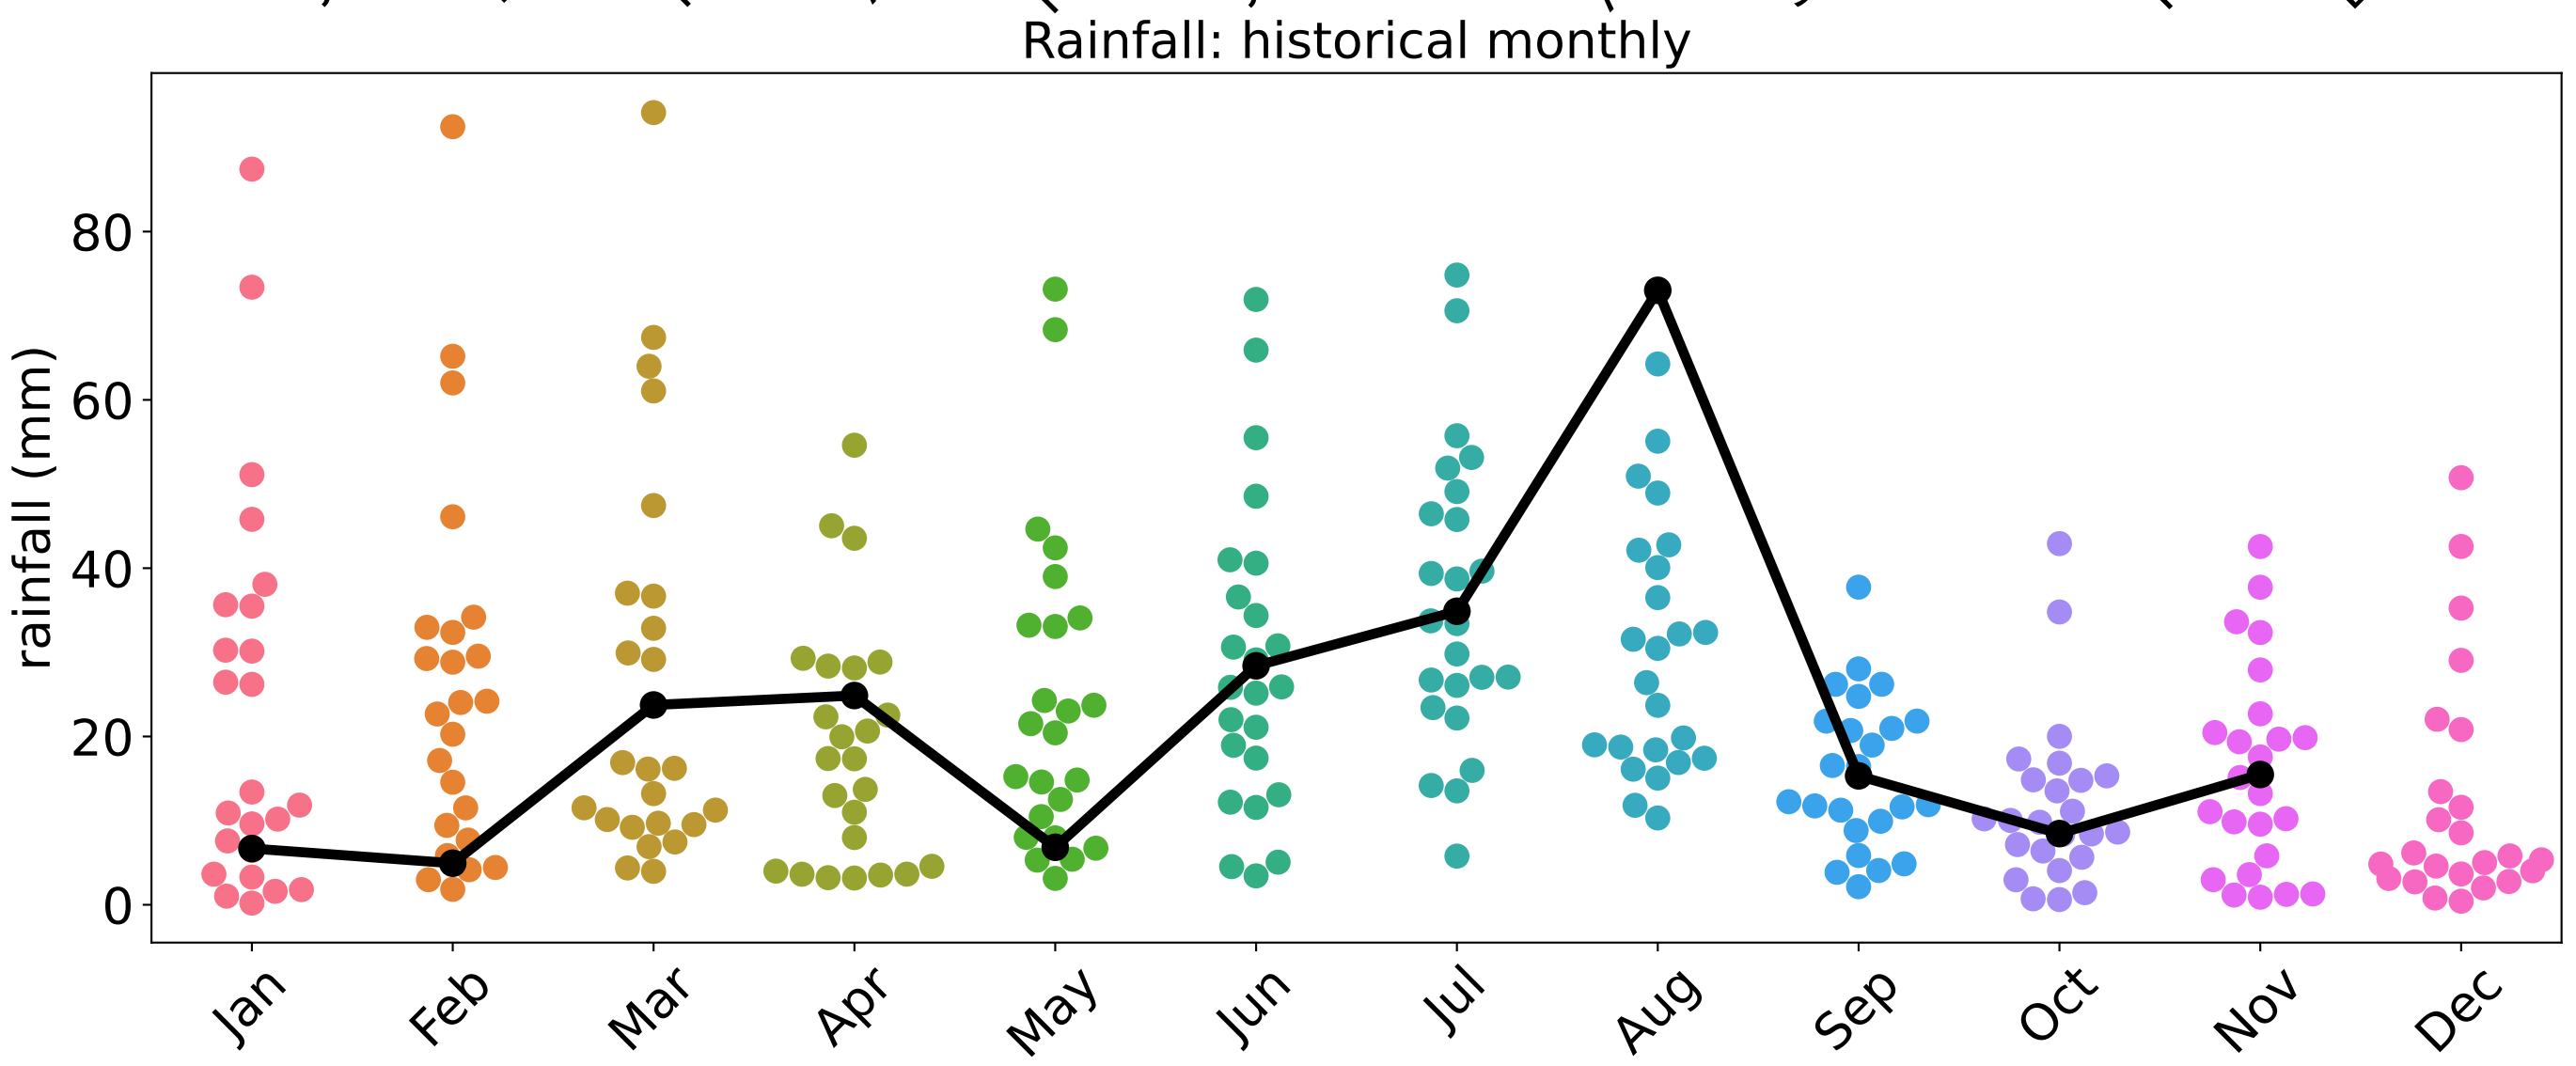 Rainfall: historical monthly
rainfall (mm)
80
60
40
20
0
Jan
Feb
Mar
Apr
May
Jun
Jul
Aug
Sep
Oct
Nov
Dec